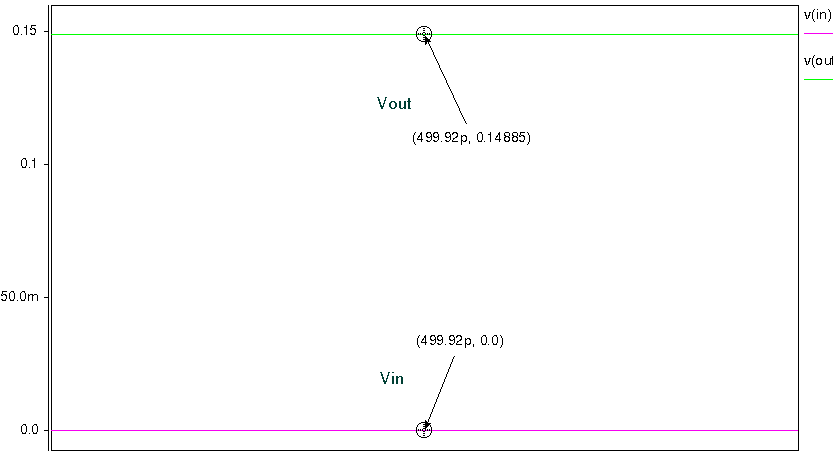 v(in)
0.15
v(out
Vout
(499.92p, 0.14885)
0.1
50.0m
(499.92p, 0.0)
Vin
0.0